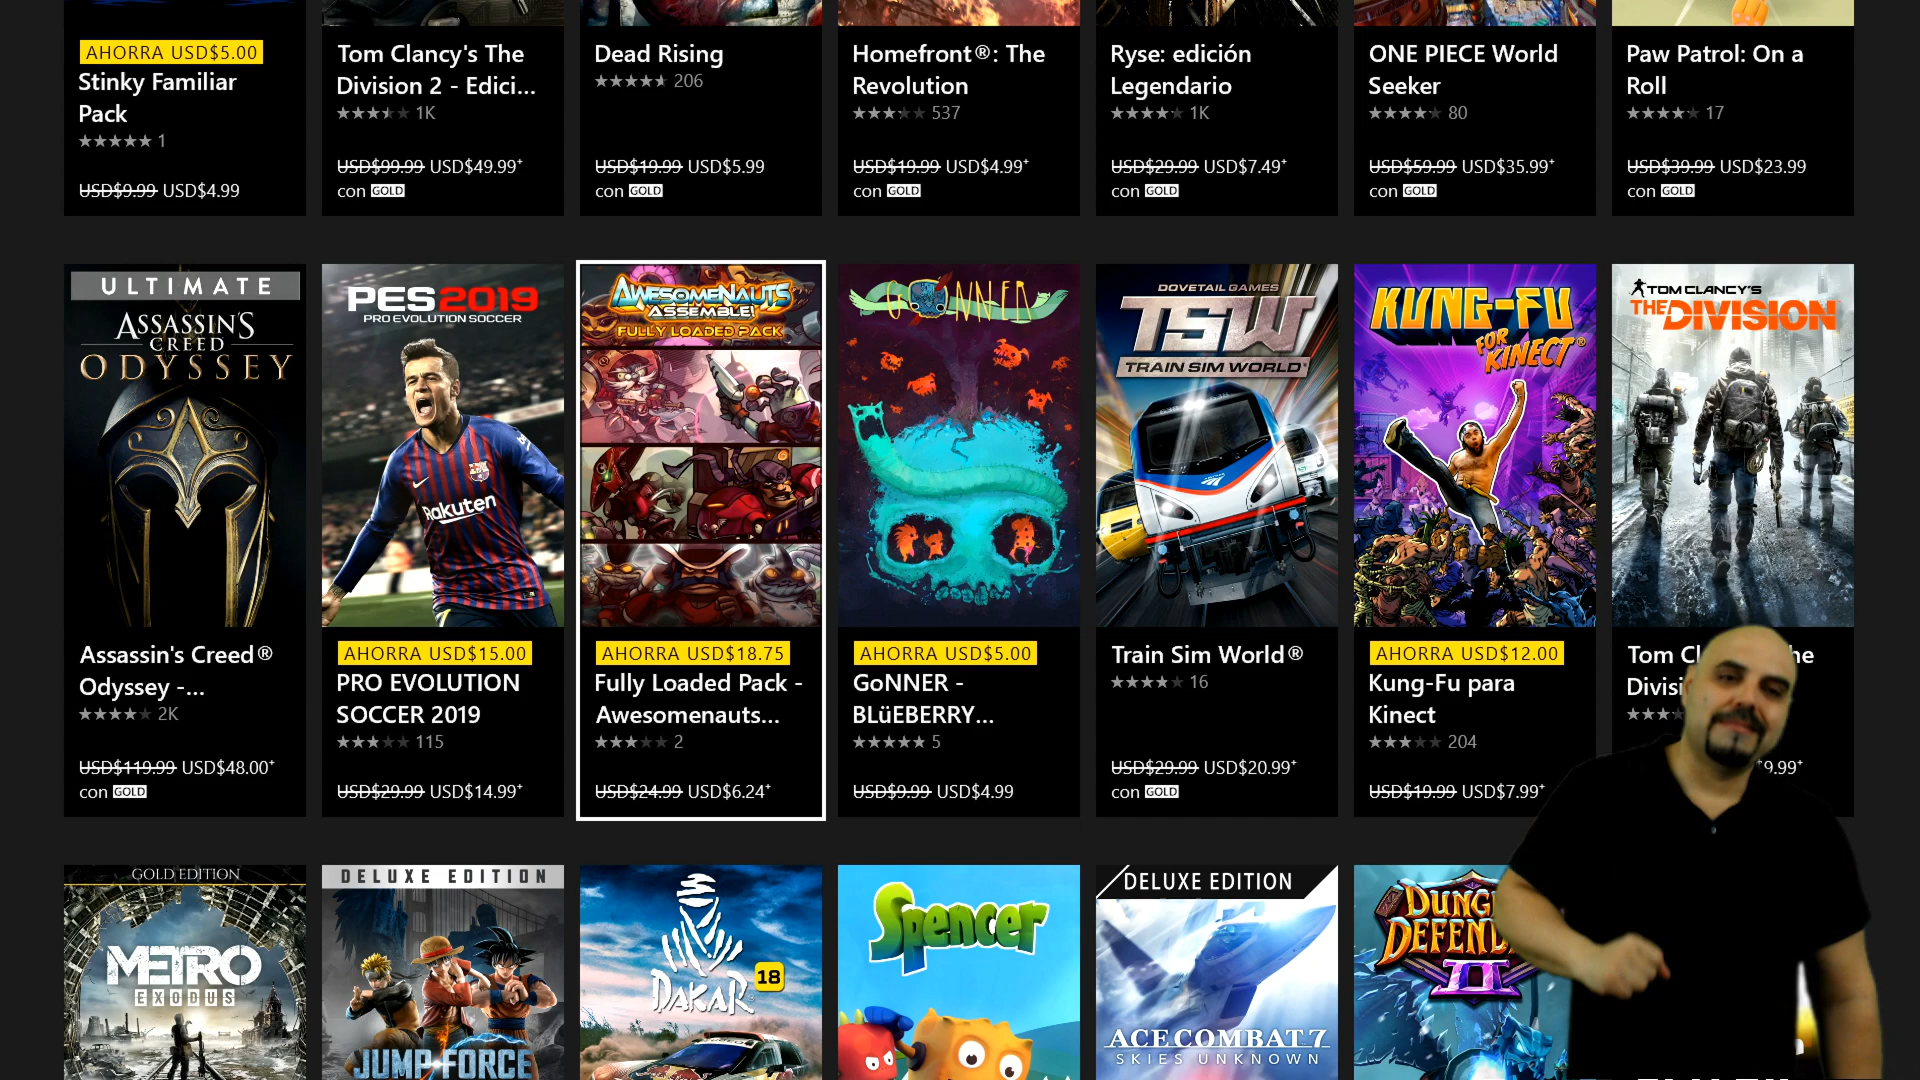 AHORRA USD$5.00
Stinky Familiar
Pack
1
USD$9.99 USD$4.99
Tom Clancy's The
Division 2 - Edici...
1K
USD$99.99 USD$49.99+
con GOLD
Dead Rising
206
USD$19.99 USD$5.99
con GOLD
Homefront®: The
Revolution
537
USD$19.99 USD$4.99+
con GOLD
Ryse: edición
Legendario
1K
USD$29.99 USD$7.49+
con GOLD
ONE PIECE World
Seeker
80
USD$59.99 USD$35.99+
con GOLD
Paw Patrol: On a
Roll
17
USD$39.99 USD$23.99
con GOLD
ULTIMATE
ASSASSIN'S
CREED
ODYSSEY
Assassin's Creed®
Odyssey -...
2K
USD$119.99 USD$48.00+
con GOLD
PES2019
PRO EVOLUTION SOCCER
Rakuten
AHORRA USD$15.00
PRO EVOLUTION
SOCCER 2019
115
USD$29.99 USD$14.99+
AWESOMENAUTS
ASSEMBLE!
FULLY LOADED PACK
AHORRA USD$18.75
Fully Loaded Pack -
Awesomenauts...
2
USD$24.99 USD$6.24+
GONNER
AHORRA USD$5.00
GoNNER -
BLüEBERRY...
5
USD$9.99 USD$4.99
DOVETAIL GAMES
TSW
TRAIN SIM WORLD®
Train Sim World®
16
USD$29.99 USD$20.99+
con GOLD
KUNG-FU
FOR
KINECT®
AHORRA USD$12.00
Kung-Fu para
Kinect
204
USD$19.99 USD$7.99+
TOM CLANCY'S
THE DIVISION
Tom Cl he
Divisi
9.99+
GOLD EDITION
METRO
EXODUS
DELUXE EDITION
JUMP FORCE
DAKAR 18
Spencer
DELUXE EDITION
ACE COMBAT 7
SKIES UNKNOWN
DUNG
DEFEND
II